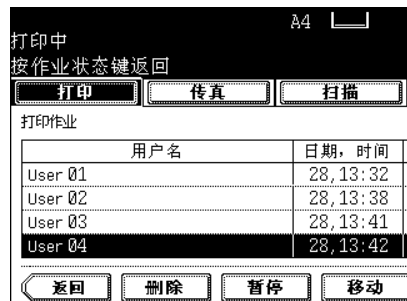 A4
打印中
按作业状态键返回
打印 传真 扫描
打印作业
用户名 日期，时间
User 01 28,13:32
User 02 28,13:38
User 03 28,13:41
User 04 28,13:42
返回 删除 暂停 移动